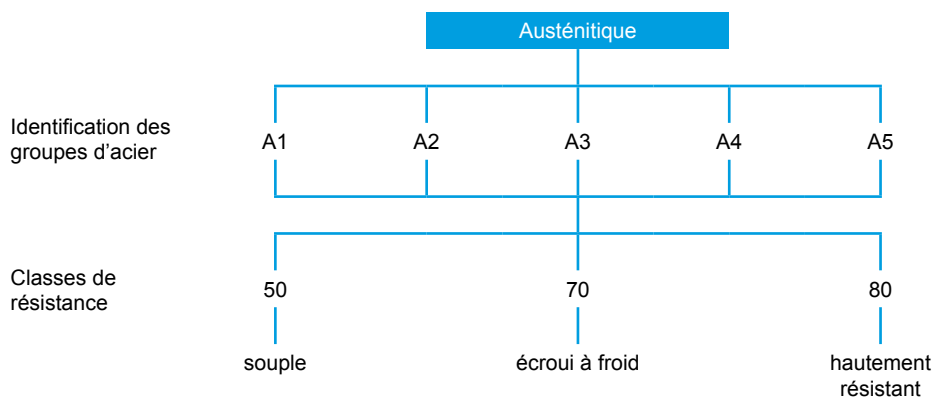 Austénitique
Identification des
groupes d'acier
A1 A2 A3 A4 A5
Classes de
résistance
50 70 80
souple écroui à froid hautement
résistant